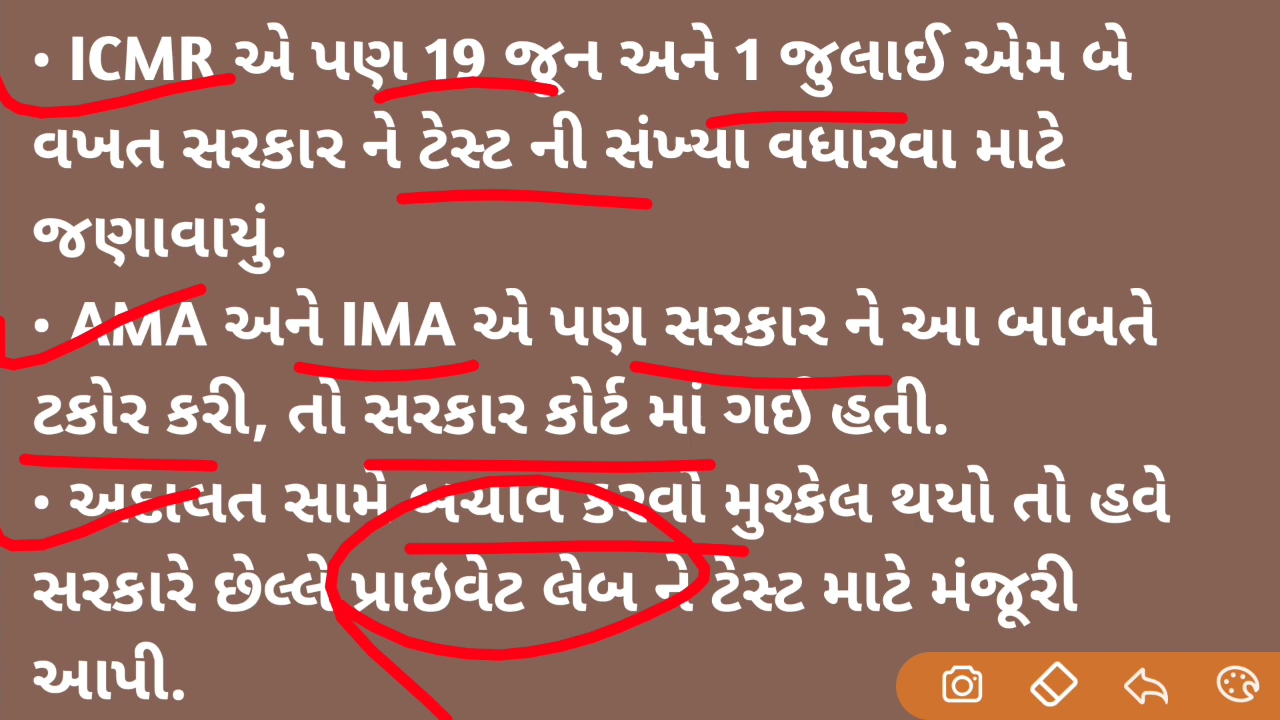 • ICMR એ પણ 19 જૂન અને 1 જુલાઈ એમ બે
વખત સરકાર ને ટેસ્ટ ની સંખ્યા વધારવા માટે
જણાવાયું.
• AMA અને IMA એ પણ સરકાર ને આ બાબતે
ટકોર કરી, તો સરકાર કોર્ટ માં ગઈ હતી.
• અદાલત સામે બચાવ કરવો મુશ્કેલ થયો તો હવે
સરકારે છેલ્લે પ્રાઇવેટ લેબ ને ટેસ્ટ માટે મંજૂરી
આપી.